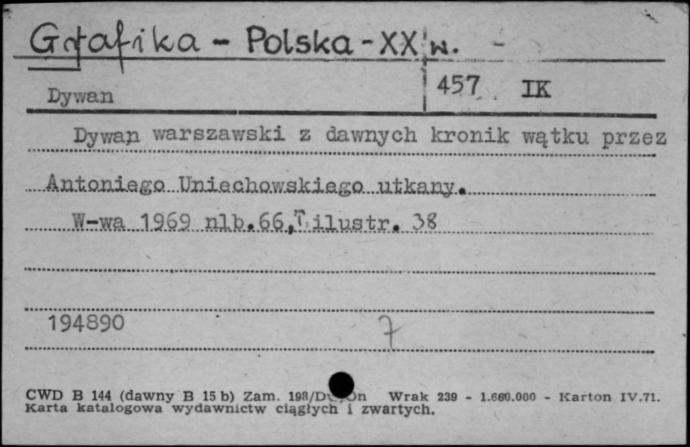 Grafika - Polska - XX w. -
Dywan
457 IK
Dywan warszawski z dawnych kronik wątku przez
Antoniego Uniechowskiego utkany.
W-wa 1969 nlb.66, ilustr. 38
194890 7
CWD B 144 (dawny B 15 b) Zam. Wrak 239 - 1.660.000 - Karton IV.71.
Karta katalogowa wydawnictw ciągłych i zwartych.